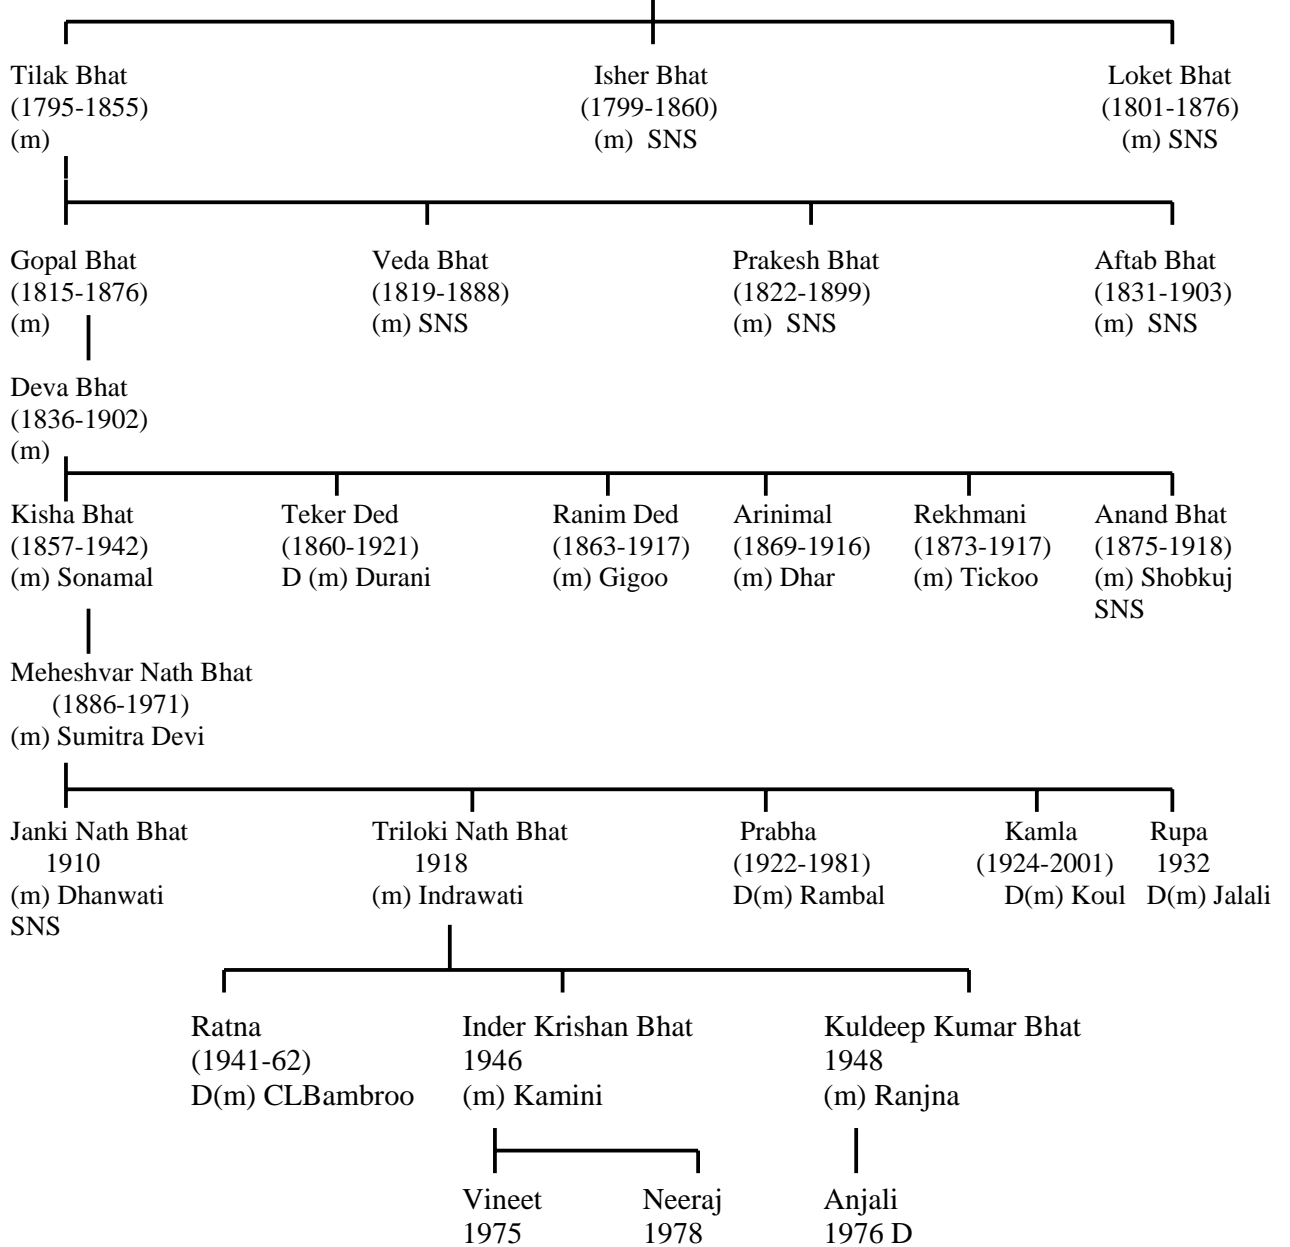 Tilak Bhat Isher Bhat Loket Bhat
(1795-1855) (1799-1860) (1801-1876)
(m) (m) SNS (m) SNS
Gopal Bhat Veda Bhat Prakesh Bhat Aftab Bhat
(1815-1876) (1819-1888) (1822-1899) (1831-1903)
(m) (m) SNS (m) SNS (m) SNS
Deva Bhat
(1836-1902)
(m)
Kisha Bhat Teker Ded Ranim Ded Arinimal Rekhmani Anand Bhat
(1857-1942) (1860-1921) (1863-1917) (1869-1916) (1873-1917) (1875-1918)
(m) Sonamal D (m) Durani (m) Gigoo (m) Dhar (m) Tickoo (m) Shobkuj
SNS
Meheshvar Nath Bhat
(1886-1971)
(m) Sumitra Devi
Janki Nath Bhat Triloki Nath Bhat Prabha Kamla Rupa
1910 1918 (1922-1981) (1924-2001) 1932
(m) Dhanwati (m) Indrawati D(m) Rambal D(m) Koul D(m) Jalali
SNS
Ratna Inder Krishan Bhat Kuldeep Kumar Bhat
(1941-62) 1946 1948
D(m) CLBambroo (m) Kamini (m) Ranjna
Vineet Neeraj Anjali
1975 1978 1976 D